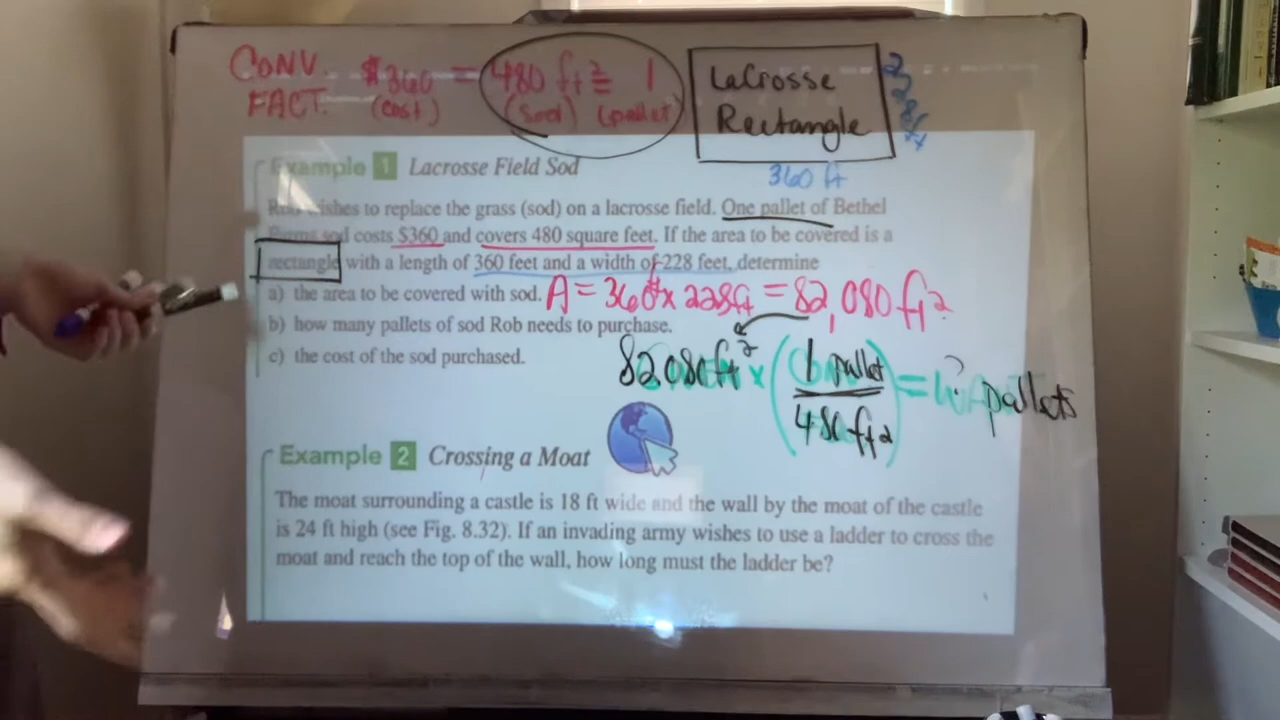 CONV. $360 = 480 ft² = 1
FACT. (cost) (sod) (pallet)
LaCrosse
Rectangle
228ft
360 ft
Example 1 Lacrosse Field Sod
Rob wishes to replace the grass (sod) on a lacrosse field. One pallet of Bethel
Farms sod costs $360 and covers 480 square feet. If the area to be covered is a
rectangle with a length of 360 feet and a width of 228 feet, determine
a) the area to be covered with sod. A = 360ft x 228ft = 82,080 ft²
b) how many pallets of sod Rob needs to purchase.
c) the cost of the sod purchased.
82080 ft² x (1 pallet / 480 ft²) = ? pallets
Example 2 Crossing a Moat
The moat surrounding a castle is 18 ft wide and the wall by the moat of the castle
is 24 ft high (see Fig. 8.32). If an invading army wishes to use a ladder to cross the
moat and reach the top of the wall, how long must the ladder be?